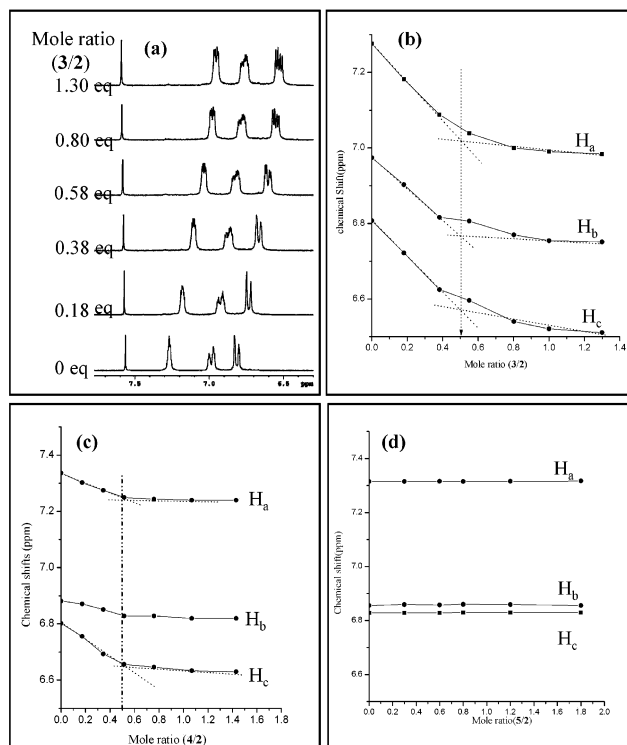 Mole ratio
(3/2)
(a)
1.30 eq
0.80 eq
0.58 eq
0.38 eq
0.18 eq
0 eq
7.5
7.0
6.5
ppm
(b)
chemical Shift(ppm)
7.2
7.0
6.8
6.6
Ha
Hb
Hc
0.0 0.2 0.4 0.6 0.8 1.0 1.2 1.4
Mole ratio (3/2)
(c)
Chemical shifts (ppm)
7.4
7.2
7.0
6.8
6.6
Ha
Hb
Hc
0.0 0.2 0.4 0.6 0.8 1.0 1.2 1.4 1.6 1.8
Mole ratio (4/2)
(d)
Chemical shift(ppm)
7.4
7.2
7.0
6.8
6.6
Ha
Hb
Hc
0.0 0.2 0.4 0.6 0.8 1.0 1.2 1.4 1.6 1.8 2.0
Mole ratio(5/2)